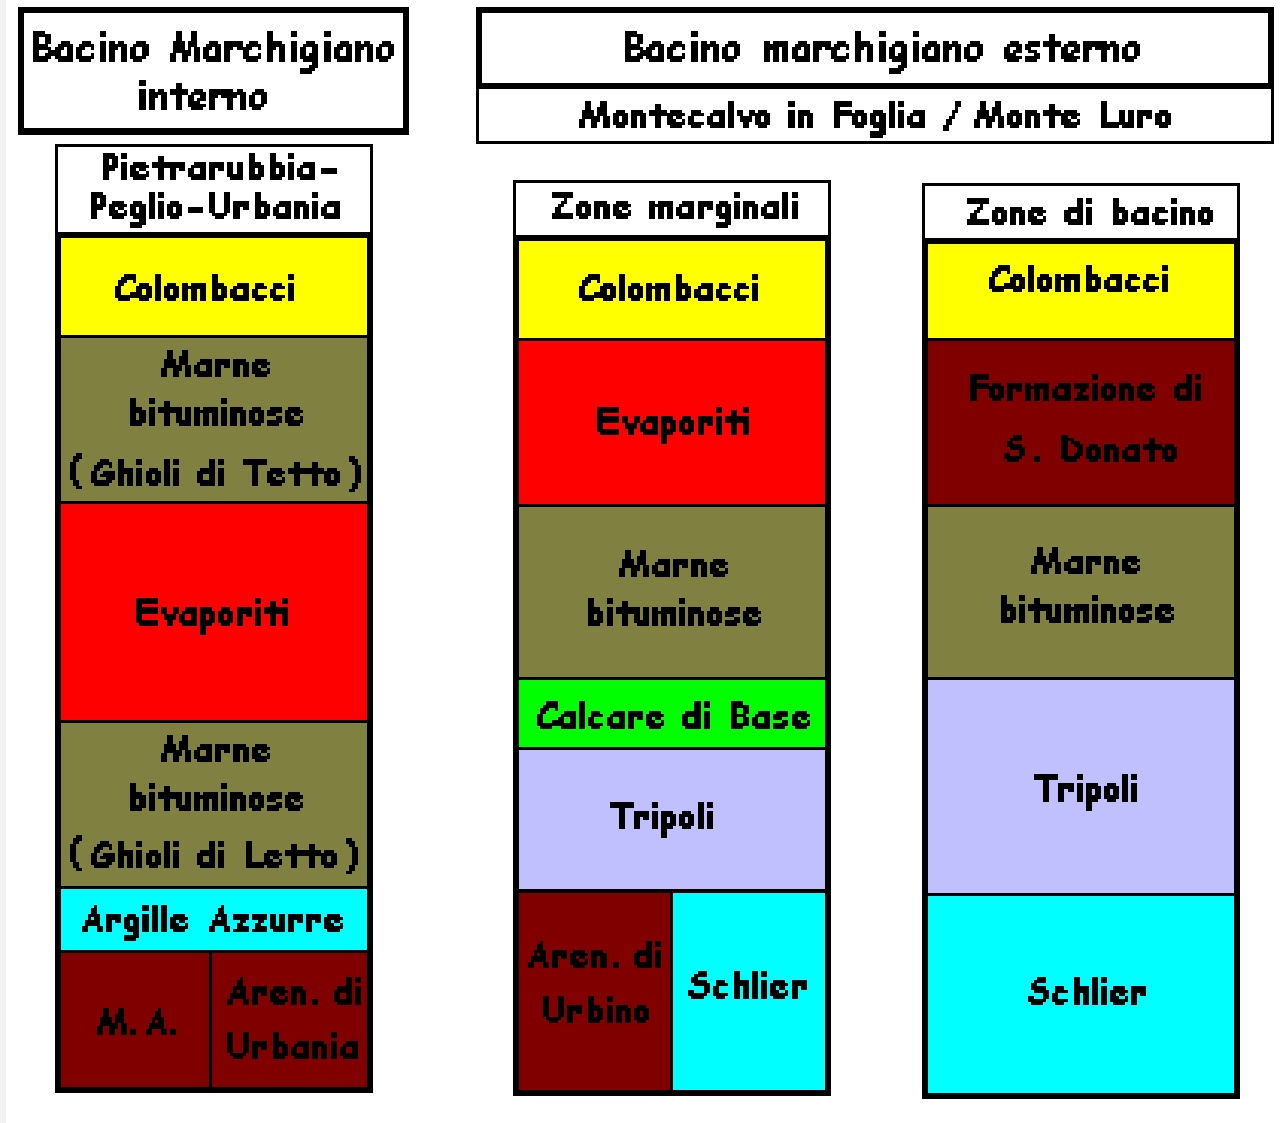 Bacino Marchigiano
interno
Pietrarubbia-
Peglio-Urbania
Colombacci
Marne
bituminose
(Ghioli di Tetto)
Evaporiti
Marne
bituminose
(Ghioli di Letto)
Argille Azzurre
M. A.
Aren. di
Urbania
Bacino marchigiano esterno
Montecalvo in Foglia / Monte Luro
Zone marginali
Colombacci
Evaporiti
Marne
bituminose
Calcare di Base
Tripoli
Aren. di
Urbino
Schlier
Zone di bacino
Colombacci
Formazione di
S. Donato
Marne
bituminose
Tripoli
Schlier